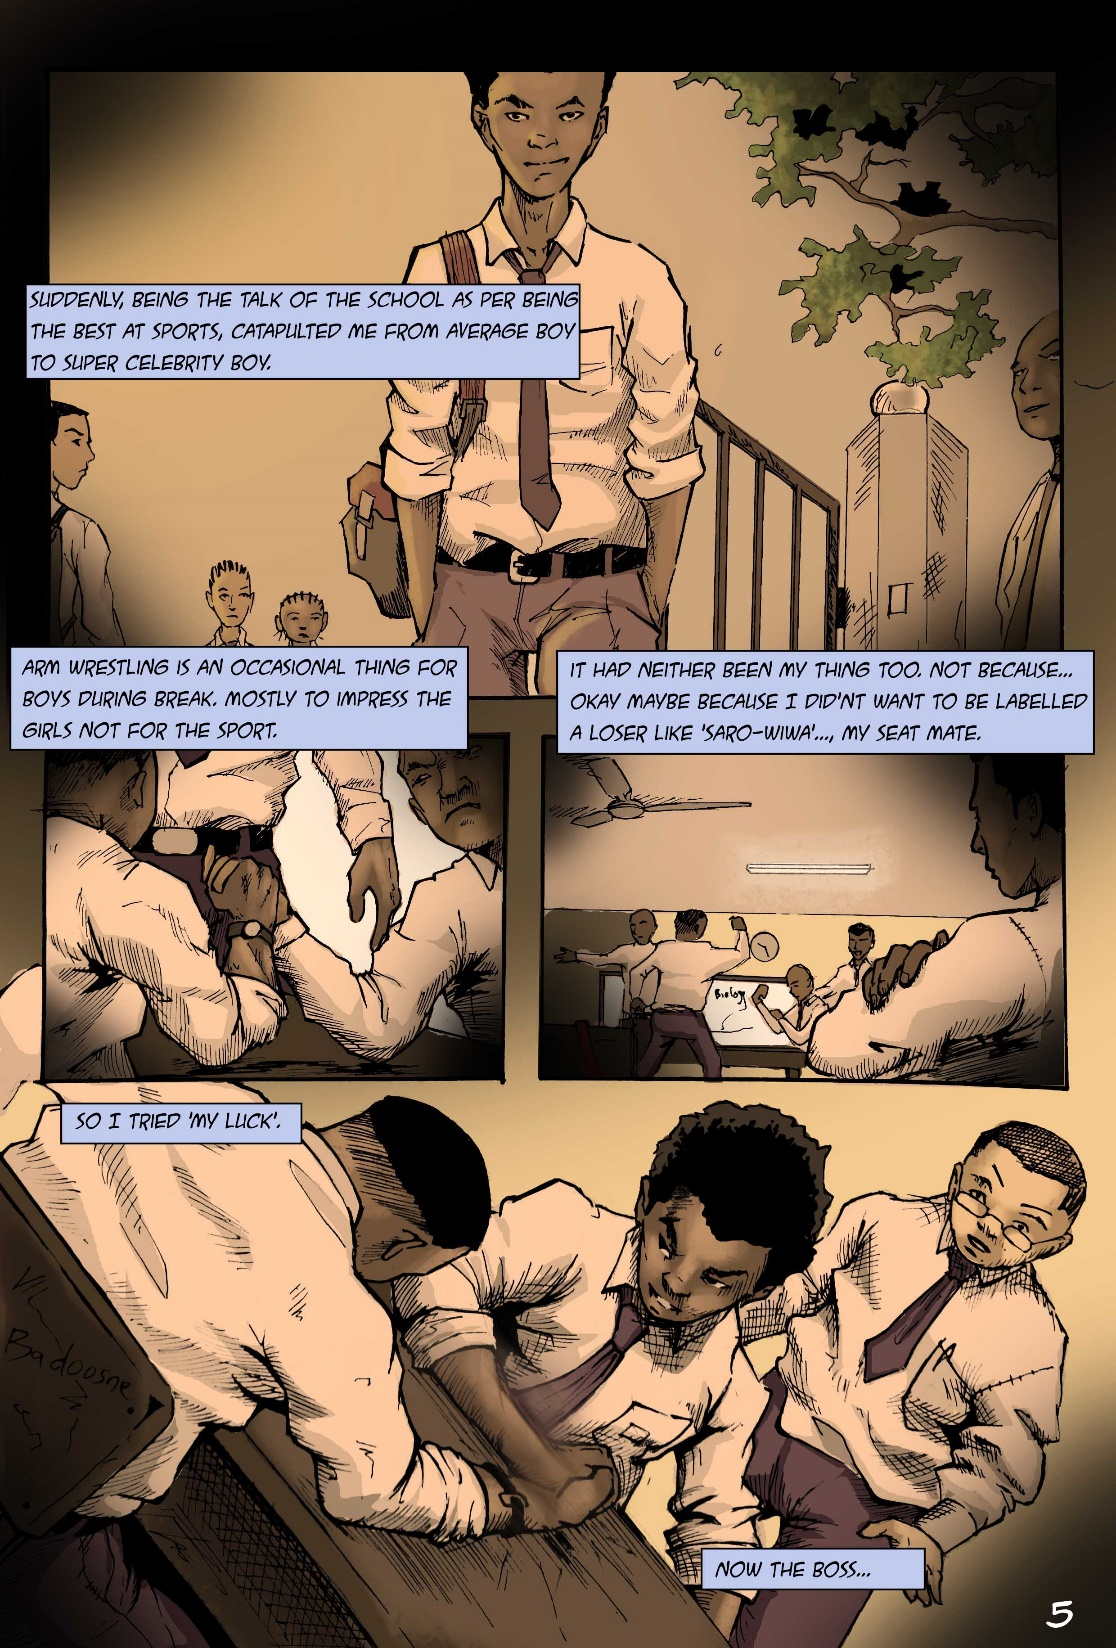 SUDDENLY, BEING THE TALK OF THE SCHOOL AS PER BEING
THE BEST AT SPORTS, CATAPULTED ME FROM AVERAGE BOY
TO SUPER CELEBRITY BOY.
ARM WRESTLING IS AN OCCASIONAL THING FOR
BOYS DURING BREAK. MOSTLY TO IMPRESS THE
GIRLS NOT FOR THE SPORT.
IT HAD NEITHER BEEN MY THING TOO. NOT BECAUSE...
OKAY MAYBE BECAUSE I DID'NT WANT TO BE LABELLED
A LOSER LIKE 'SARO-WIWA'..., MY SEAT MATE.
Biology
SO I TRIED 'MY LUCK'.
Badoosne
NOW THE BOSS...
5